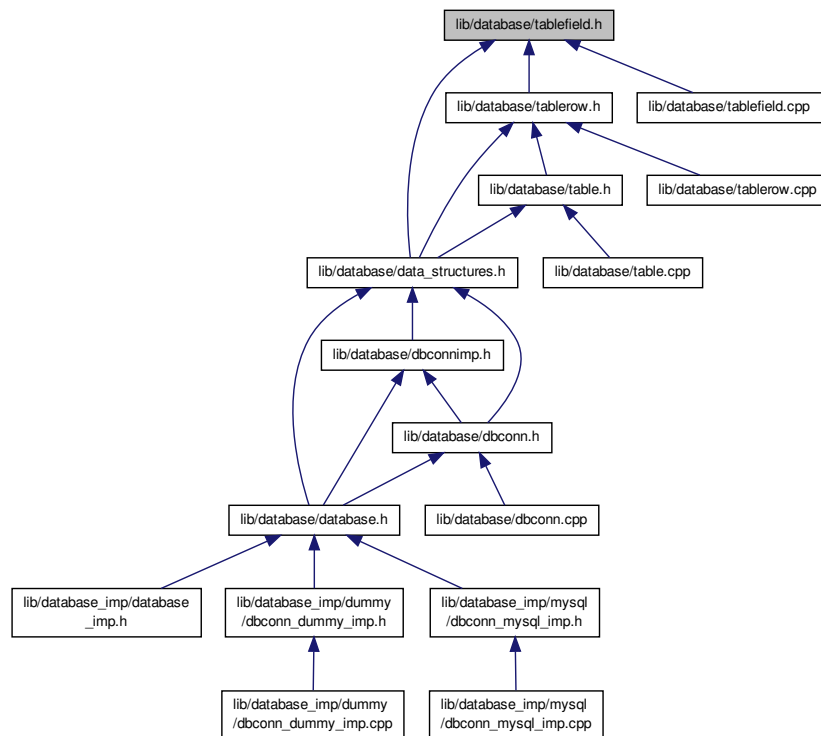 lib/database/tablefield.h
lib/database/tablerow.h
lib/database/tablefield.cpp
lib/database/table.h
lib/database/tablerow.cpp
lib/database/data_structures.h
lib/database/table.cpp
lib/database/dbconnimp.h
lib/database/dbconn.h
lib/database/database.h
lib/database/dbconn.cpp
lib/database_imp/database
_imp.h
lib/database_imp/dummy
/dbconn_dummy_imp.h
lib/database_imp/mysql
/dbconn_mysql_imp.h
lib/database_imp/dummy
/dbconn_dummy_imp.cpp
lib/database_imp/mysql
/dbconn_mysql_imp.cpp